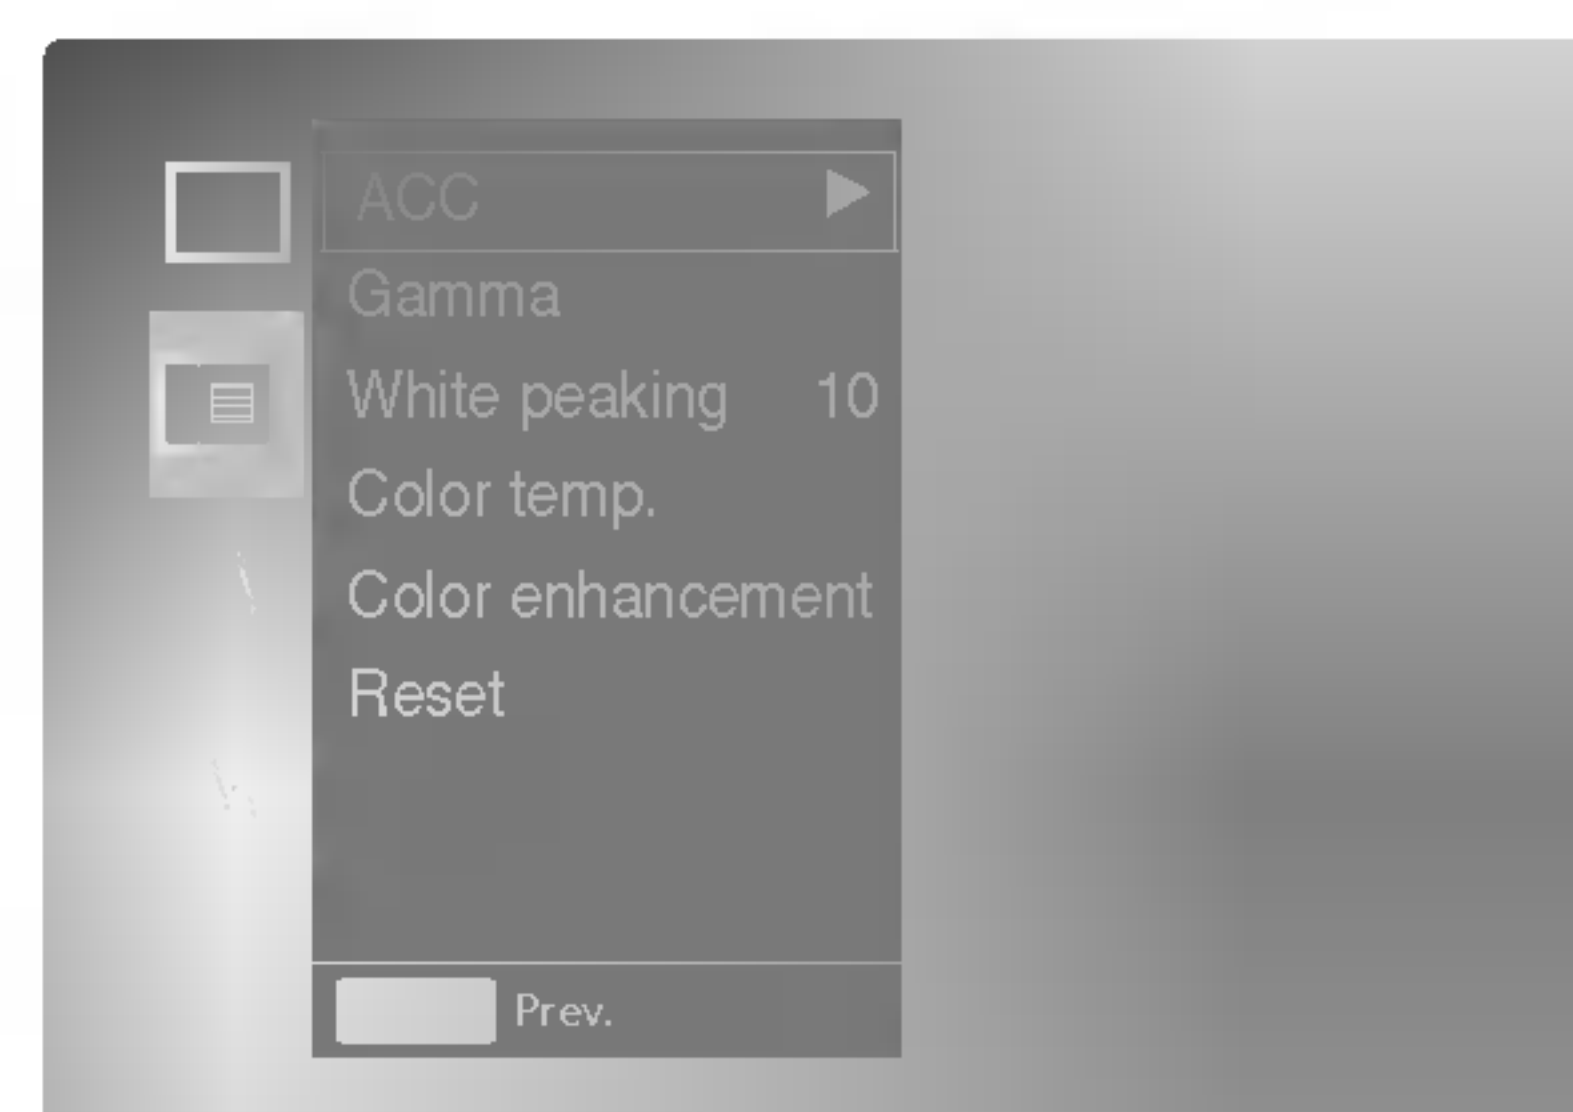 ACC
Gamma
White peaking 10
Color temp.
Color enhancement
Reset
Prev.